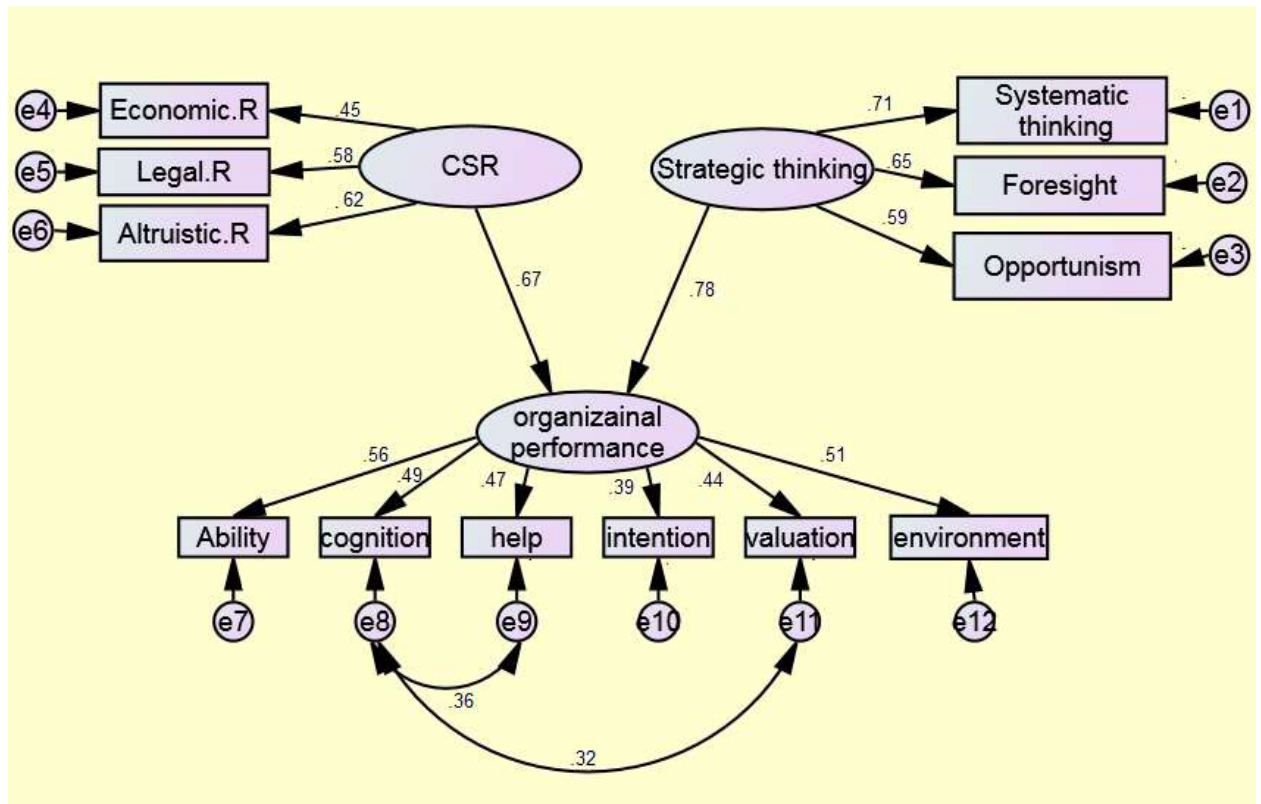 e4
Economic.R
.45
e5
Legal.R
.58
e6
Altruistic.R
.62
CSR
Strategic thinking
.71
Systematic
thinking
e1
.65
Foresight
e2
.59
Opportunism
e3
.67
.78
organizainal
performance
.56
.49
.47
.39
.44
.51
Ability
cognition
help
intention
valuation
environment
e7
e8
e9
e10
e11
e12
.36
.32